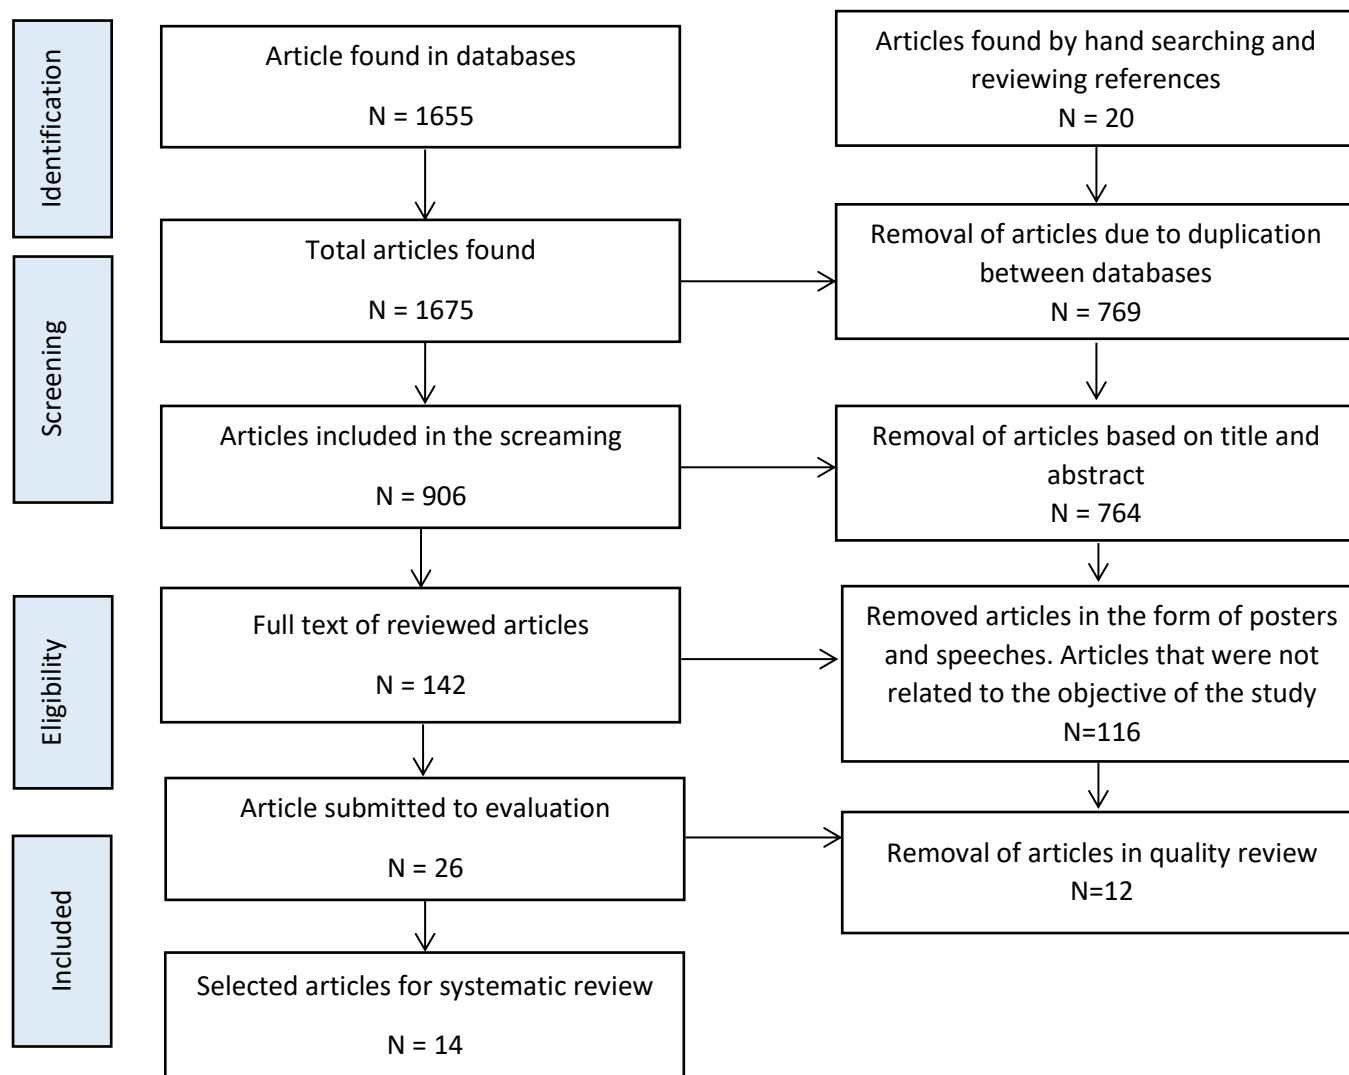 Identification
Article found in databases
N = 1655
Articles found by hand searching and
reviewing references
N = 20
Screening
Total articles found
N = 1675
Removal of articles due to duplication
between databases
N = 769
Articles included in the screaming
N = 906
Removal of articles based on title and
abstract
N = 764
Eligibility
Full text of reviewed articles
N = 142
Removed articles in the form of posters
and speeches. Articles that were not
related to the objective of the study
N=116
Included
Article submitted to evaluation
N = 26
Removal of articles in quality review
N=12
Selected articles for systematic review
N = 14